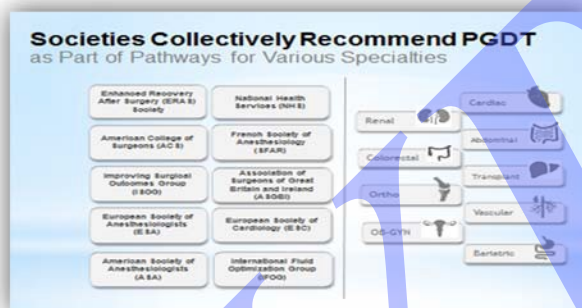 Societies Collectively Recommend PGDT
as Part of Pathways for Various Specialties
Enhanced Recovery
After Surgery (ERAS)
Society
National Health
Services (NHS)
American College of
Surgeons (ACS)
French Society of
Anesthesiology
(SFAR)
Improving Surgical
Outcomes Group
(ISOG)
Association of
Surgeons of Great
Britain and Ireland
(ASGBI)
European Society of
Anesthesiologists
(ESA)
European Society of
Cardiology (ESC)
American Society of
Anesthesiologists
(ASA)
International Fluid
Optimization Group
(IFOG)
Cardiac
Renal
Abdominal
Colorectal
Transplant
Ortho
Vascular
OB-GYN
Bariatric